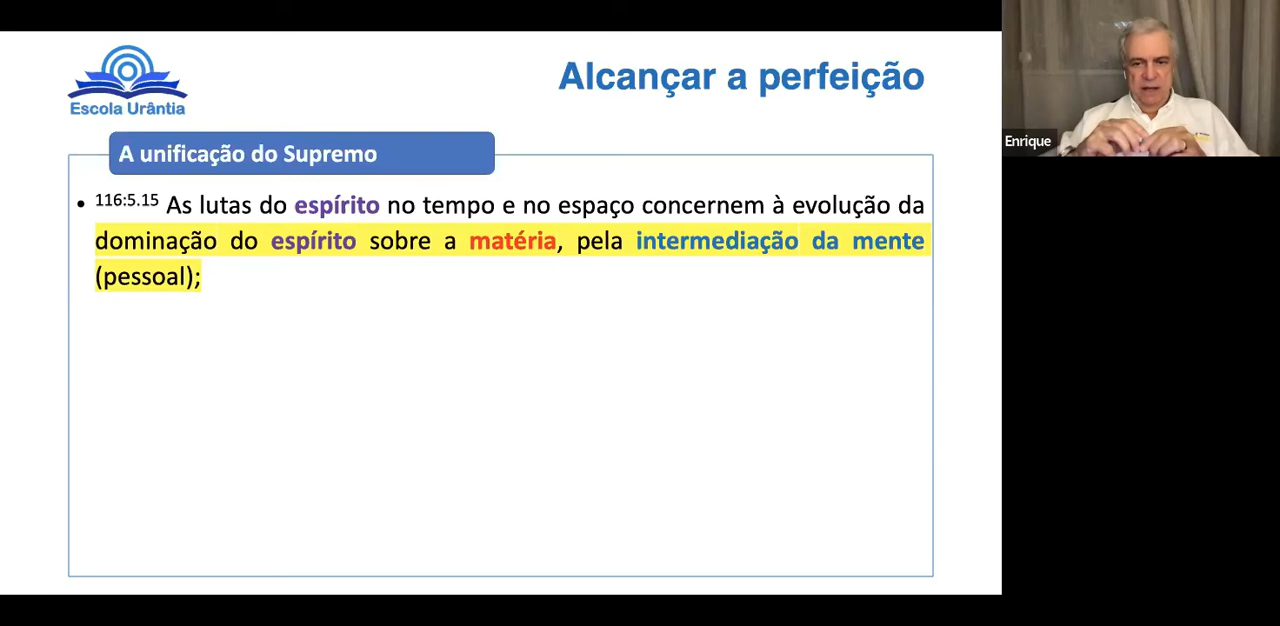 Escola Urântia
Alcançar a perfeição
Enrique
A unificação do Supremo
• 116:5.15 As lutas do espírito no tempo e no espaço concernem à evolução da
dominação do espírito sobre a matéria, pela intermediação da mente
(pessoal);